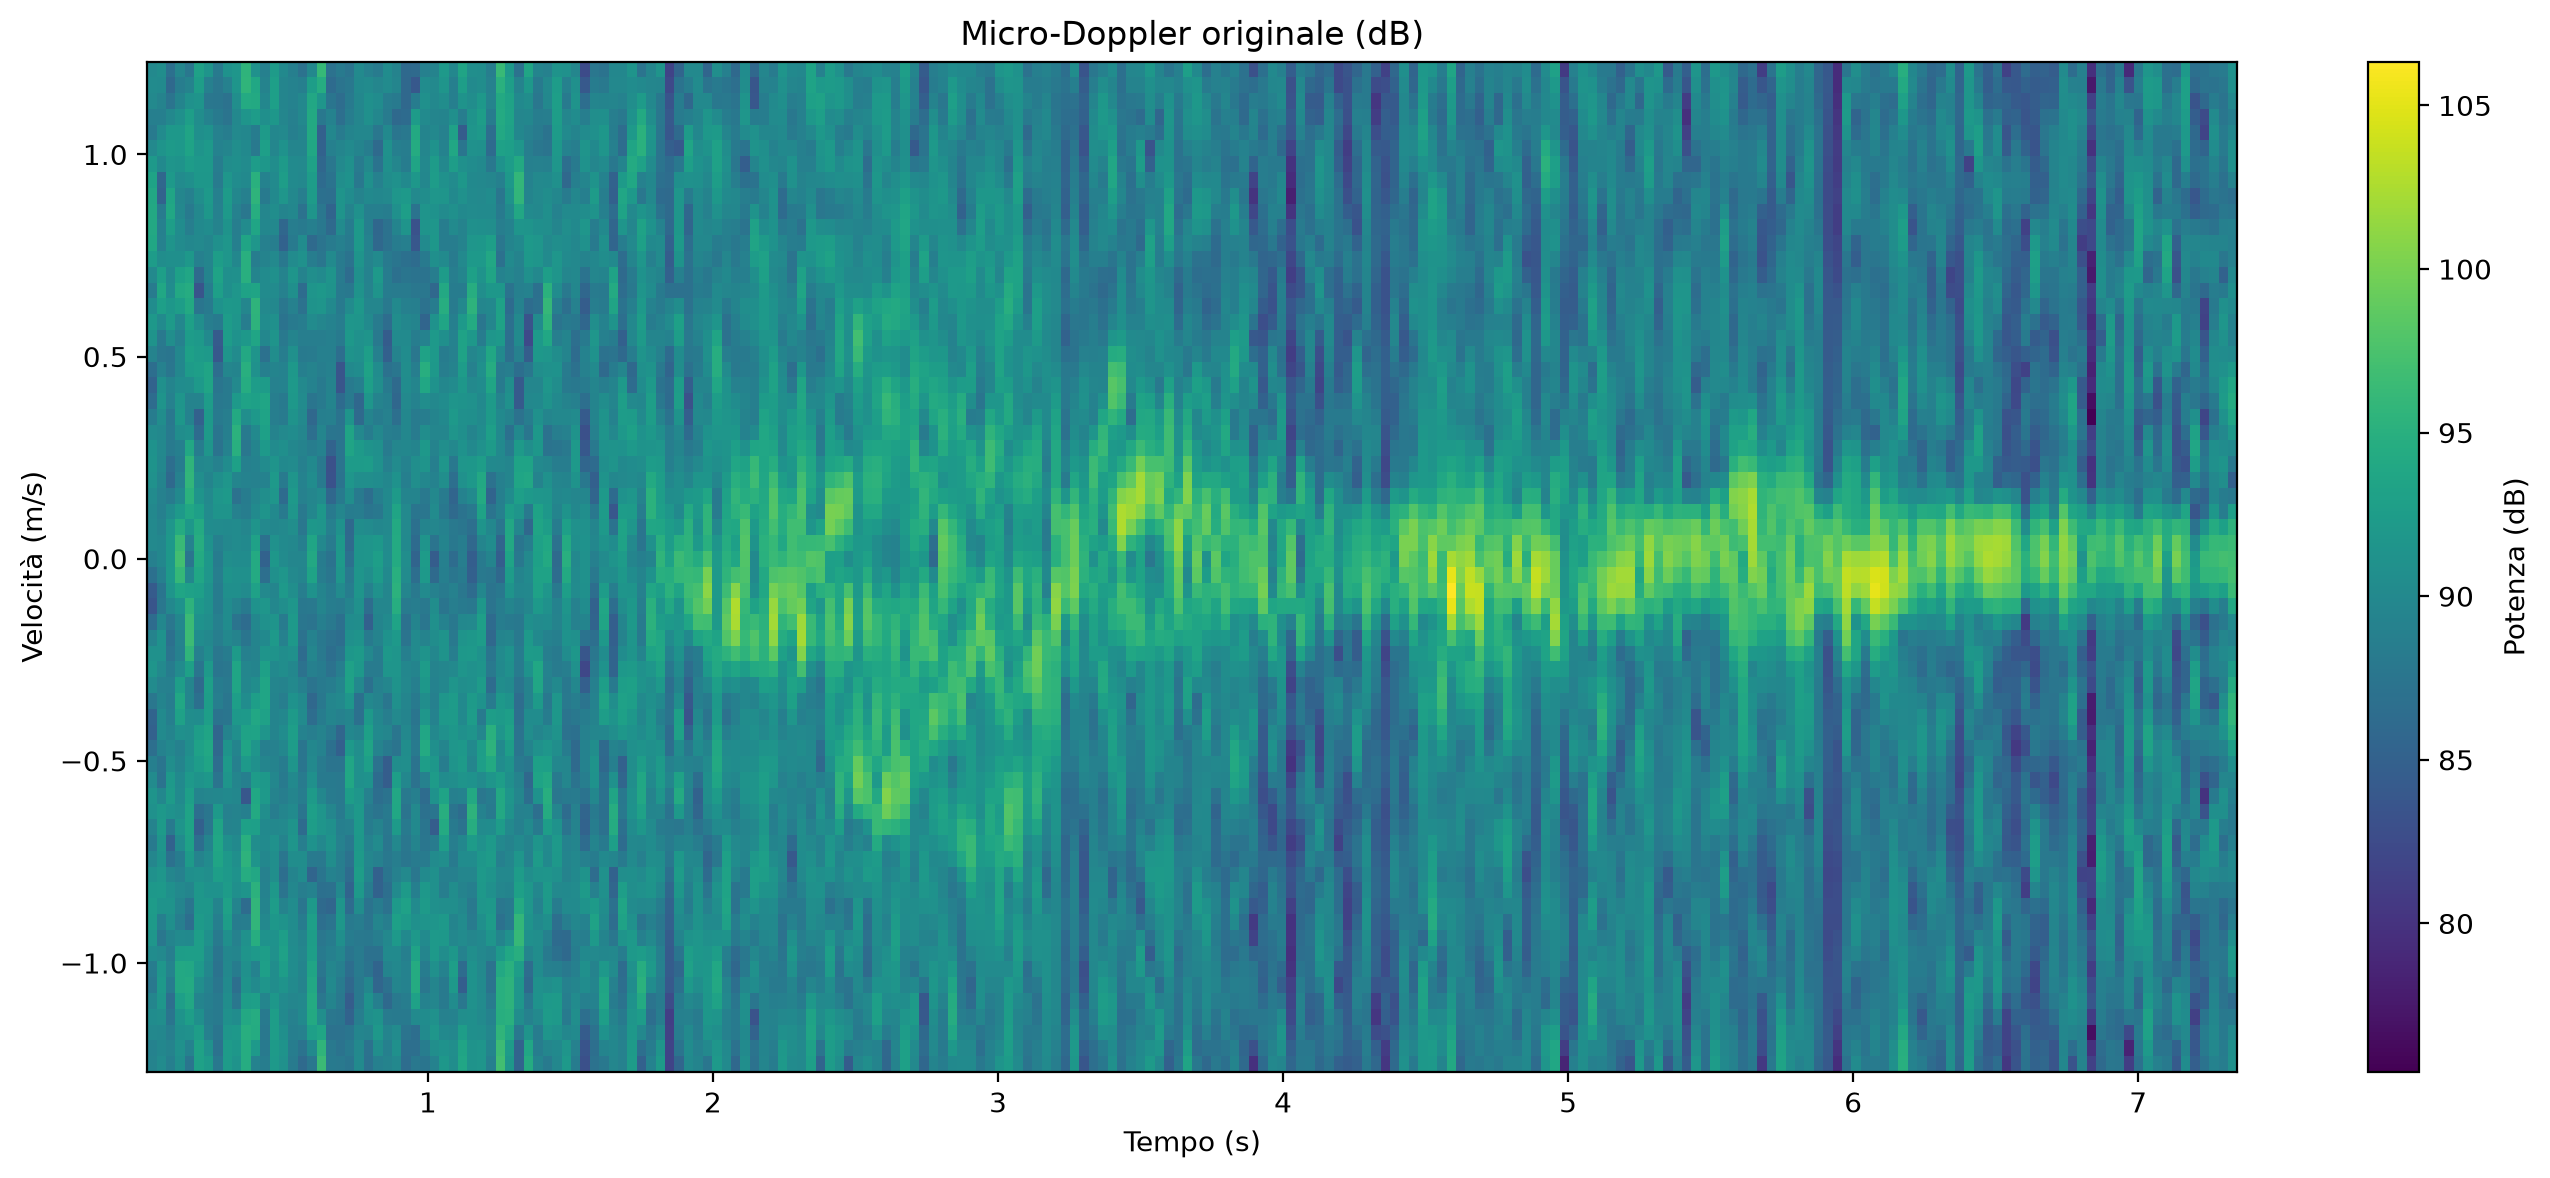 Micro-Doppler originale (dB)
1.0
0.5
0.0
−0.5
−1.0
Velocità (m/s)
1 2 3 4 5 6 7
Tempo (s)
105
100
95
90
85
80
Potenza (dB)